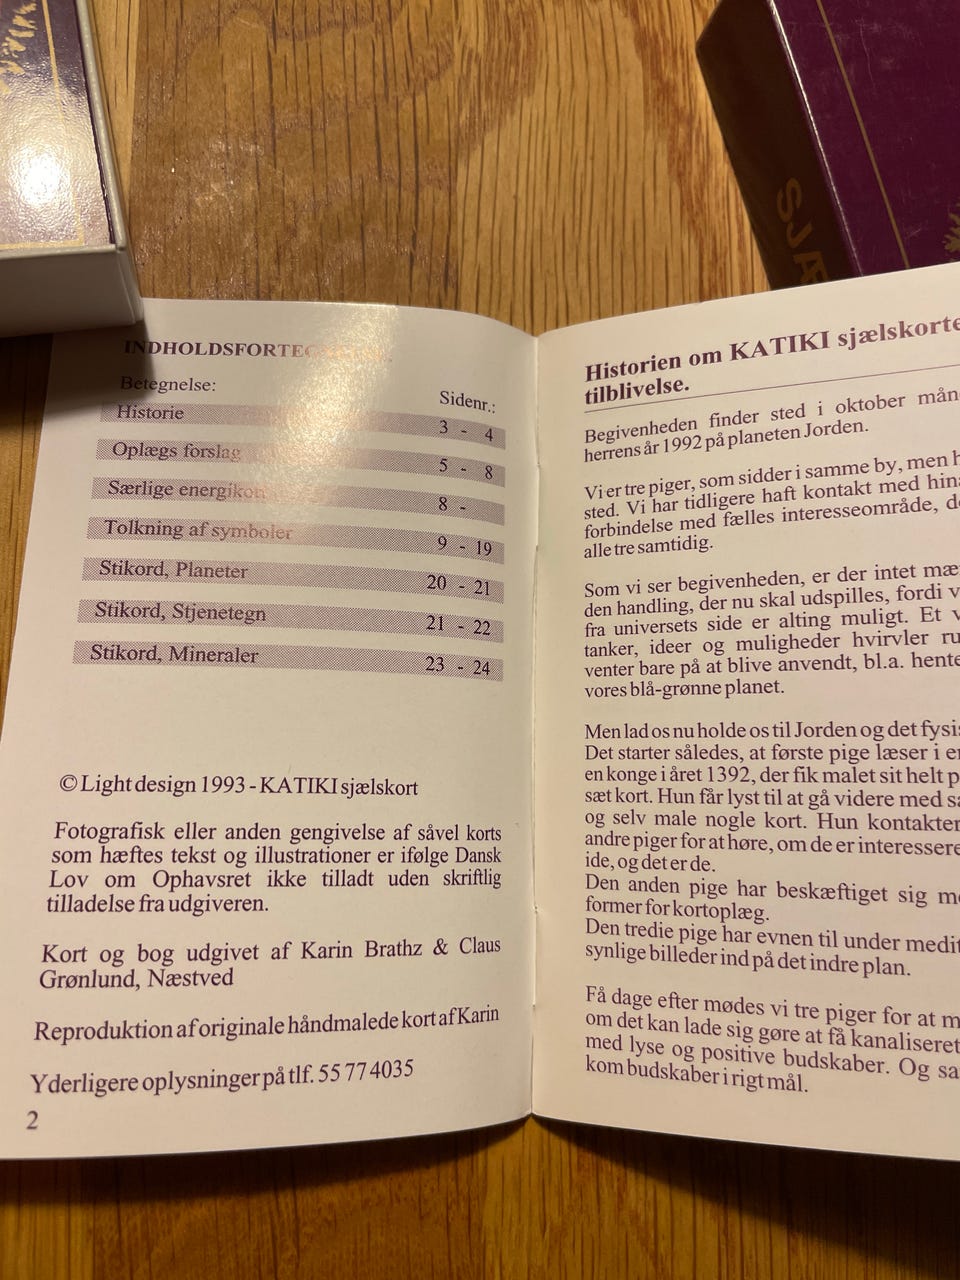 SJÆ
Betegnelse:
Sidenr.:
Historie 3 - 4
Oplægs forslag 5 - 8
Særlige 8 -
Tolkning af symboler 9 - 19
Stikord, Planeter 20 - 21
Stikord, Stjenetegn 21 - 22
Stikord, Mineraler 23 - 24
© Light design 1993 - KATIKI sjælskort
Fotografisk eller anden gengivelse af såvel korts
som hæftes tekst og illustrationer er ifølge Dansk
Lov om Ophavsret ikke tilladt uden skriftlig
tilladelse fra udgiveren.
Kort og bog udgivet af Karin Brathz & Claus
Grønlund, Næstved
Reproduktion af originale håndmalede kort af Karin
Yderligere oplysninger på tlf. 55 77 4035
2
Historien om KATIKI sjælskorte
tilblivelse.
Begivenheden finder sted i oktober mån
herrens år 1992 på planeten Jorden.
Vi er tre piger, som sidder i samme by, men h
sted. Vi har tidligere haft kontakt med hin
forbindelse med fælles interesseområde, d
alle tre samtidig.
Som vi ser begivenheden, er der intet mæ
den handling, der nu skal udspilles, fordi v
fra universets side er alting muligt. Et v
tanker, ideer og muligheder hvirvler ru
venter bare på at blive anvendt, bl.a. hente
vores blå-grønne planet.
Men lad os nu holde os til Jorden og det fysi
Det starter således, at første pige læser i e
en konge i året 1392, der fik malet sit helt p
sæt kort. Hun får lyst til at gå videre med s
og selv male nogle kort. Hun kontakter
andre piger for at høre, om de er interessere
ide, og det er de.
Den anden pige har beskæftiget sig m
former for kortoplæg.
Den tredie pige har evnen til under medit
synlige billeder ind på det indre plan.
Få dage efter mødes vi tre piger for at m
om det kan lade sig gøre at få kanaliseret
med lyse og positive budskaber. Og sa
kom budskaber i rigt mål.